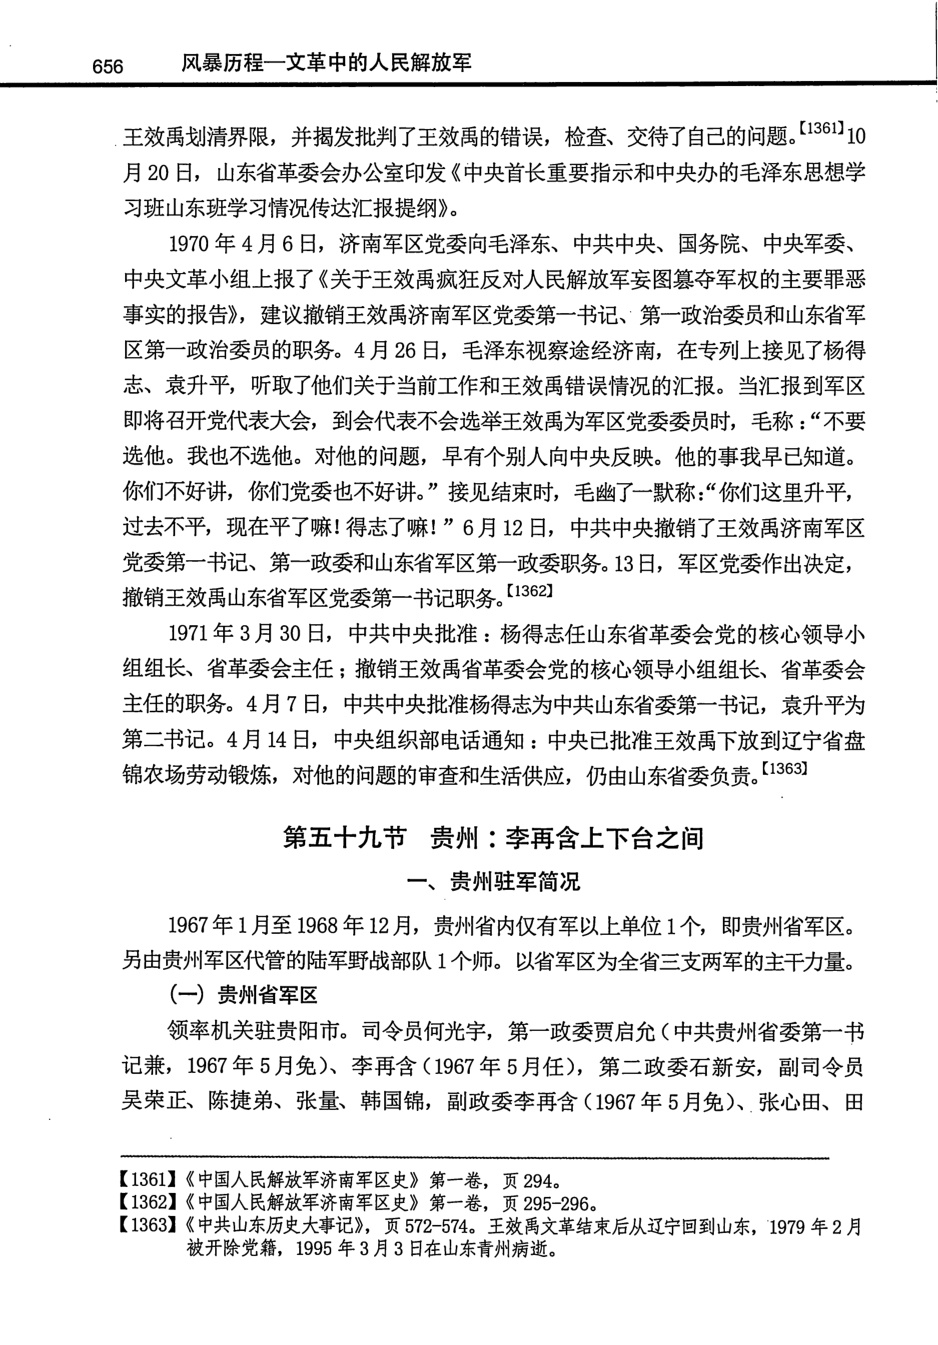 656 风暴历程—文革中的人民解放军
王效禹划清界限，并揭发批判了王效禹的错误，检查、交待了自己的问题。【1361】10
月20日，山东省革委会办公室印发《中央首长重要指示和中央办的毛泽东思想学
习班山东班学习情况传达汇报提纲》。
1970年4月6日，济南军区党委向毛泽东、中共中央、国务院、中央军委、
中央文革小组上报了《关于王效禹疯狂反对人民解放军妄图篡夺军权的主要罪恶
事实的报告》，建议撤销王效禹济南军区党委第一书记、第一政治委员和山东省军
区第一政治委员的职务。4月26日，毛泽东视察途经济南，在专列上接见了杨得
志、袁升平，听取了他们关于当前工作和王效禹错误情况的汇报。当汇报到军区
即将召开党代表大会，到会代表不会选举王效禹为军区党委委员时，毛称：“不要
选他。我也不选他。对他的问题，早有个别人向中央反映。他的事我早已知道。
你们不好讲，你们党委也不好讲。”接见结束时，毛幽了一默称：“你们这里升平，
过去不平，现在平了嘛！得志了嘛！”6月12日，中共中央撤销了王效禹济南军区
党委第一书记、第一政委和山东省军区第一政委职务。13日，军区党委作出决定，
撤销王效禹山东省军区党委第一书记职务。【1362】
1971年3月30日，中共中央批准：杨得志任山东省革委会党的核心领导小
组组长、省革委会主任；撤销王效禹省革委会党的核心领导小组组长、省革委会
主任的职务。4月7日，中共中央批准杨得志为中共山东省委第一书记，袁升平为
第二书记。4月14日，中央组织部电话通知：中央已批准王效禹下放到辽宁省盘
锦农场劳动锻炼，对他的问题的审查和生活供应，仍由山东省委负责。【1363】
第五十九节 贵州：李再含上下台之间
一、贵州驻军简况
1967年1月至1968年12月，贵州省内仅有军以上单位1个，即贵州省军区。
另由贵州军区代管的陆军野战部队1个师。以省军区为全省三支两军的主干力量。
（一）贵州省军区
领率机关驻贵阳市。司令员何光宇，第一政委贾启允（中共贵州省委第一书
记兼，1967年5月免）、李再含（1967年5月任），第二政委石新安，副司令员
吴荣正、陈捷弟、张量、韩国锦，副政委李再含（1967年5月免）、张心田、田
【1361】《中国人民解放军济南军区史》第一卷，页294。
【1362】《中国人民解放军济南军区史》第一卷，页295-296。
【1363】《中共山东历史大事记》，页572-574。王效禹文革结束后从辽宁回到山东，1979年2月
被开除党籍，1995年3月3日在山东青州病逝。